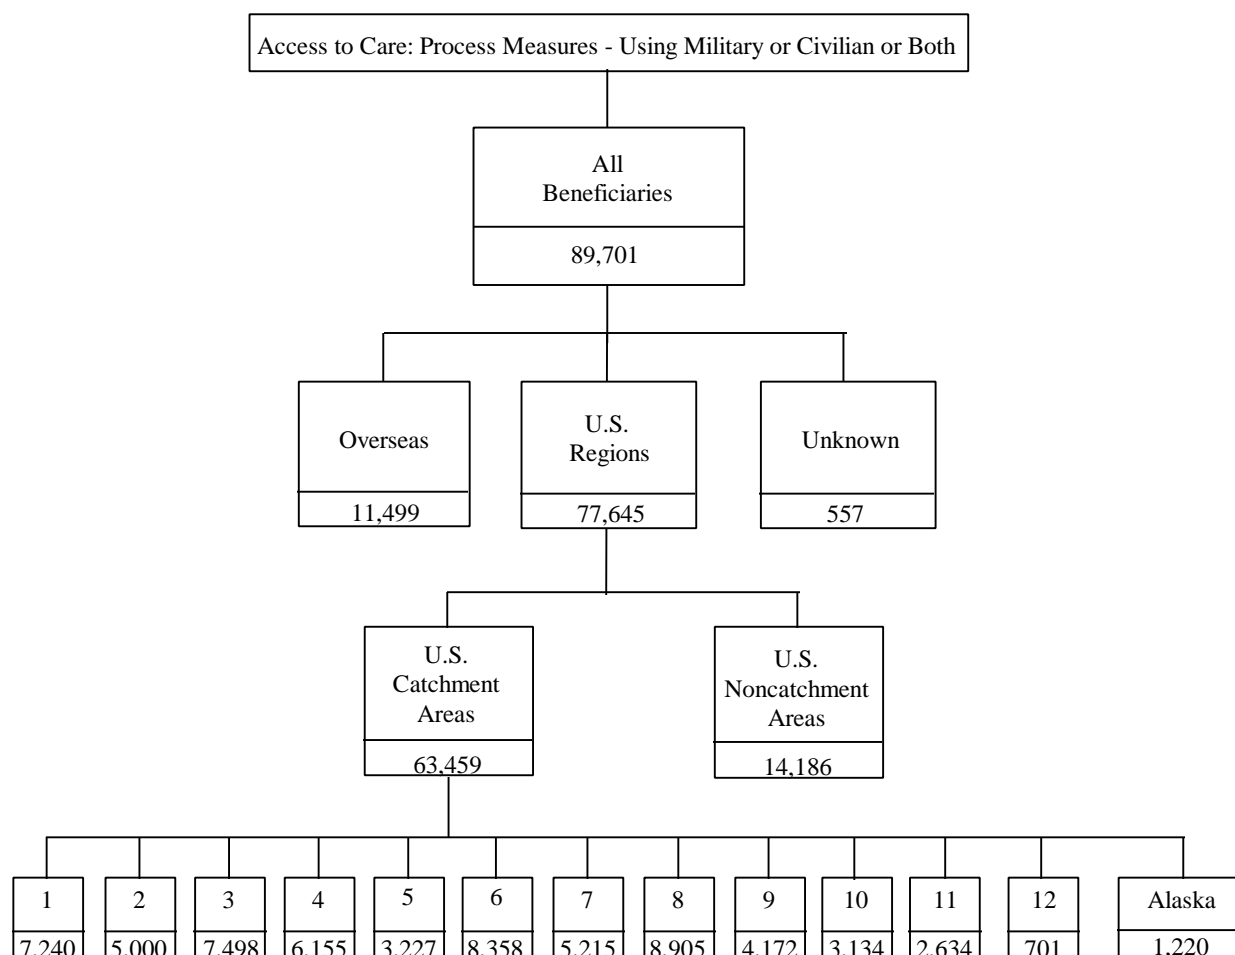 Access to Care: Process Measures - Using Military or Civilian or Both
All
Beneficiaries
89,701
Overseas
11,499
U.S.
Regions
77,645
Unknown
557
U.S.
Catchment
Areas
63,459
U.S.
Noncatchment
Areas
14,186
1 2 3 4 5 6 7 8 9 10 11 12 Alaska
7,240 5,000 7,498 6,155 3,227 8,358 5,215 8,905 4,172 3,134 2,634 701 1,220